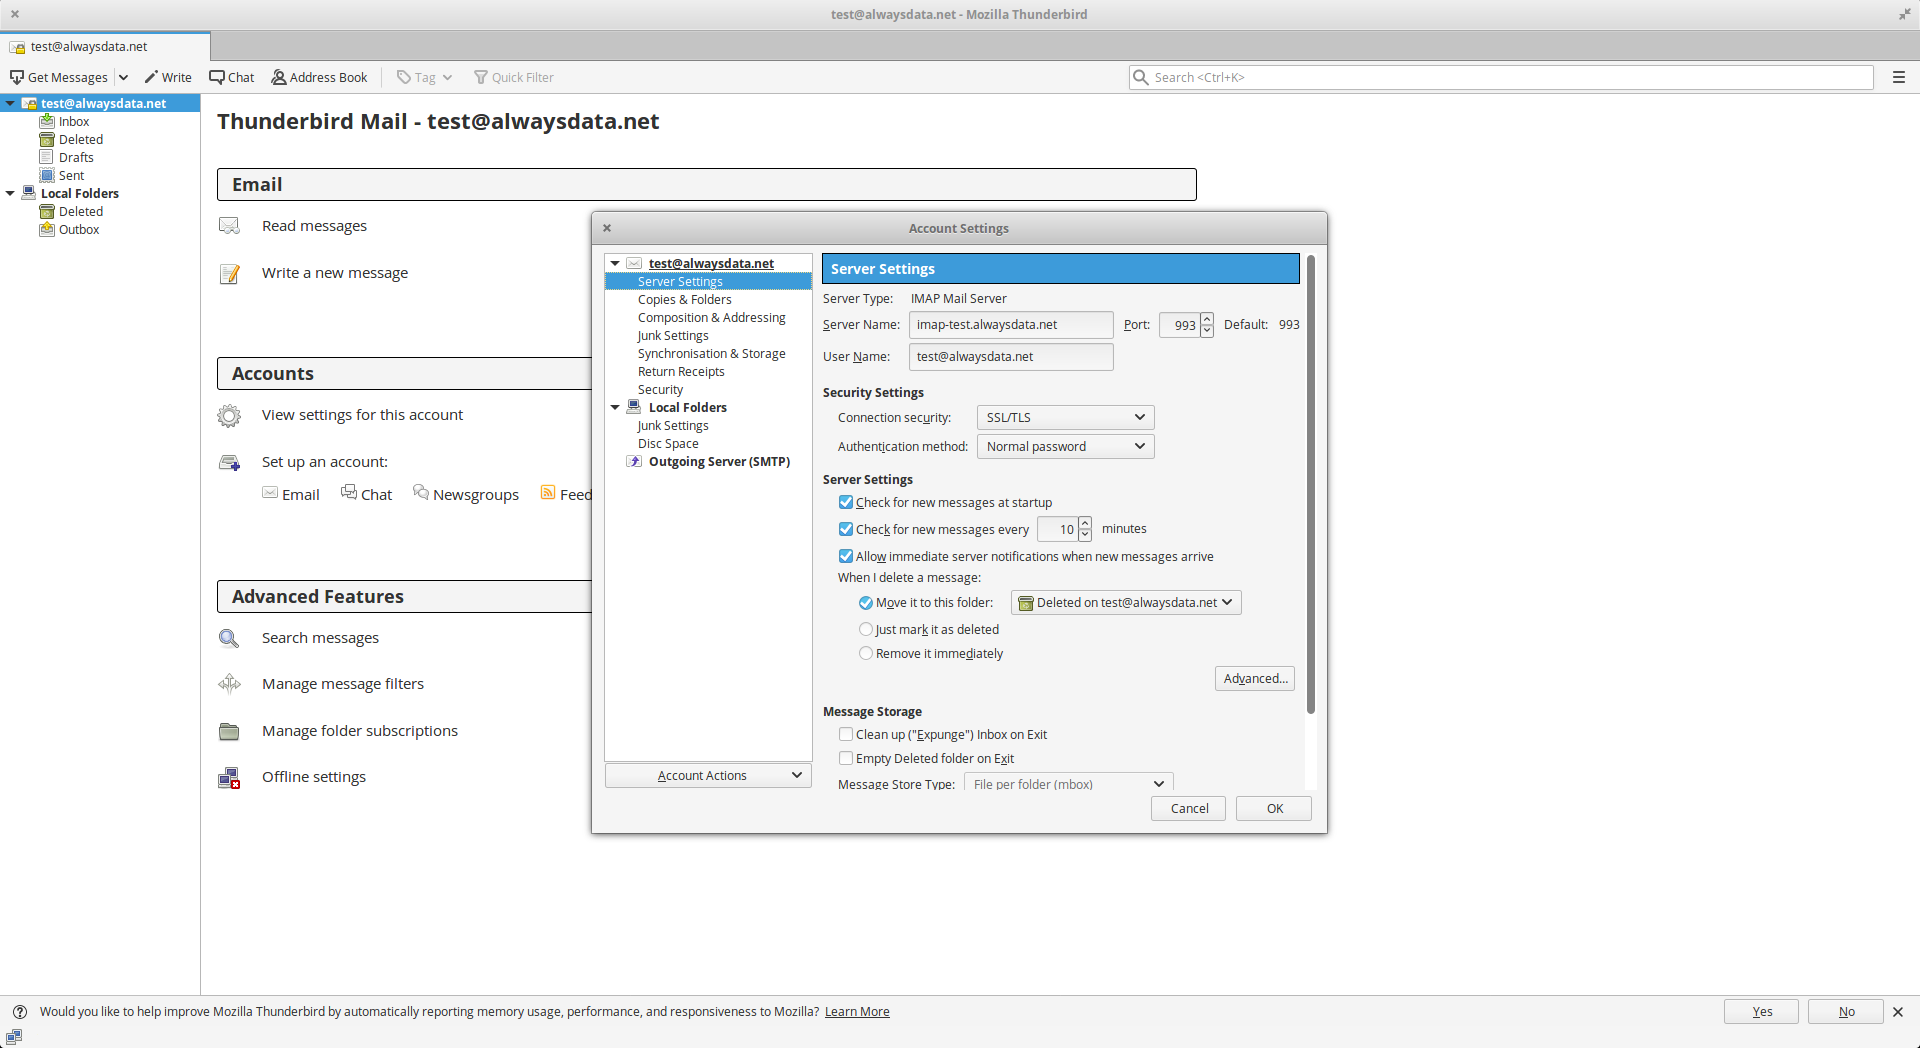 test@alwaysdata.net - Mozilla Thunderbird
test@alwaysdata.net
Get Messages
Write
Chat
Address Book
Tag
Quick Filter
Search <Ctrl+K>
test@alwaysdata.net
Inbox
Deleted
Drafts
Sent
Local Folders
Deleted
Outbox
Thunderbird Mail - test@alwaysdata.net
Email
Read messages
Write a new message
Accounts
View settings for this account
Set up an account:
Email Chat Newsgroups Feed
Advanced Features
Search messages
Manage message filters
Manage folder subscriptions
Offline settings
Account Settings
test@alwaysdata.net
Server Settings
Copies & Folders
Composition & Addressing
Junk Settings
Synchronisation & Storage
Return Receipts
Security
Local Folders
Junk Settings
Disc Space
Outgoing Server (SMTP)
Account Actions
Server Settings
Server Type: IMAP Mail Server
Server Name: imap-test.alwaysdata.net Port: 993 Default: 993
User Name: test@alwaysdata.net
Security Settings
Connection security: SSL/TLS
Authentication method: Normal password
Server Settings
Check for new messages at startup
Check for new messages every 10 minutes
Allow immediate server notifications when new messages arrive
When I delete a message:
Move it to this folder: Deleted on test@alwaysdata.net
Just mark it as deleted
Remove it immediately
Advanced...
Message Storage
Clean up ("Expunge") Inbox on Exit
Empty Deleted folder on Exit
Message Store Type: File per folder (mbox)
Cancel OK
Would you like to help improve Mozilla Thunderbird by automatically reporting memory usage, performance, and responsiveness to Mozilla? Learn More
Yes No